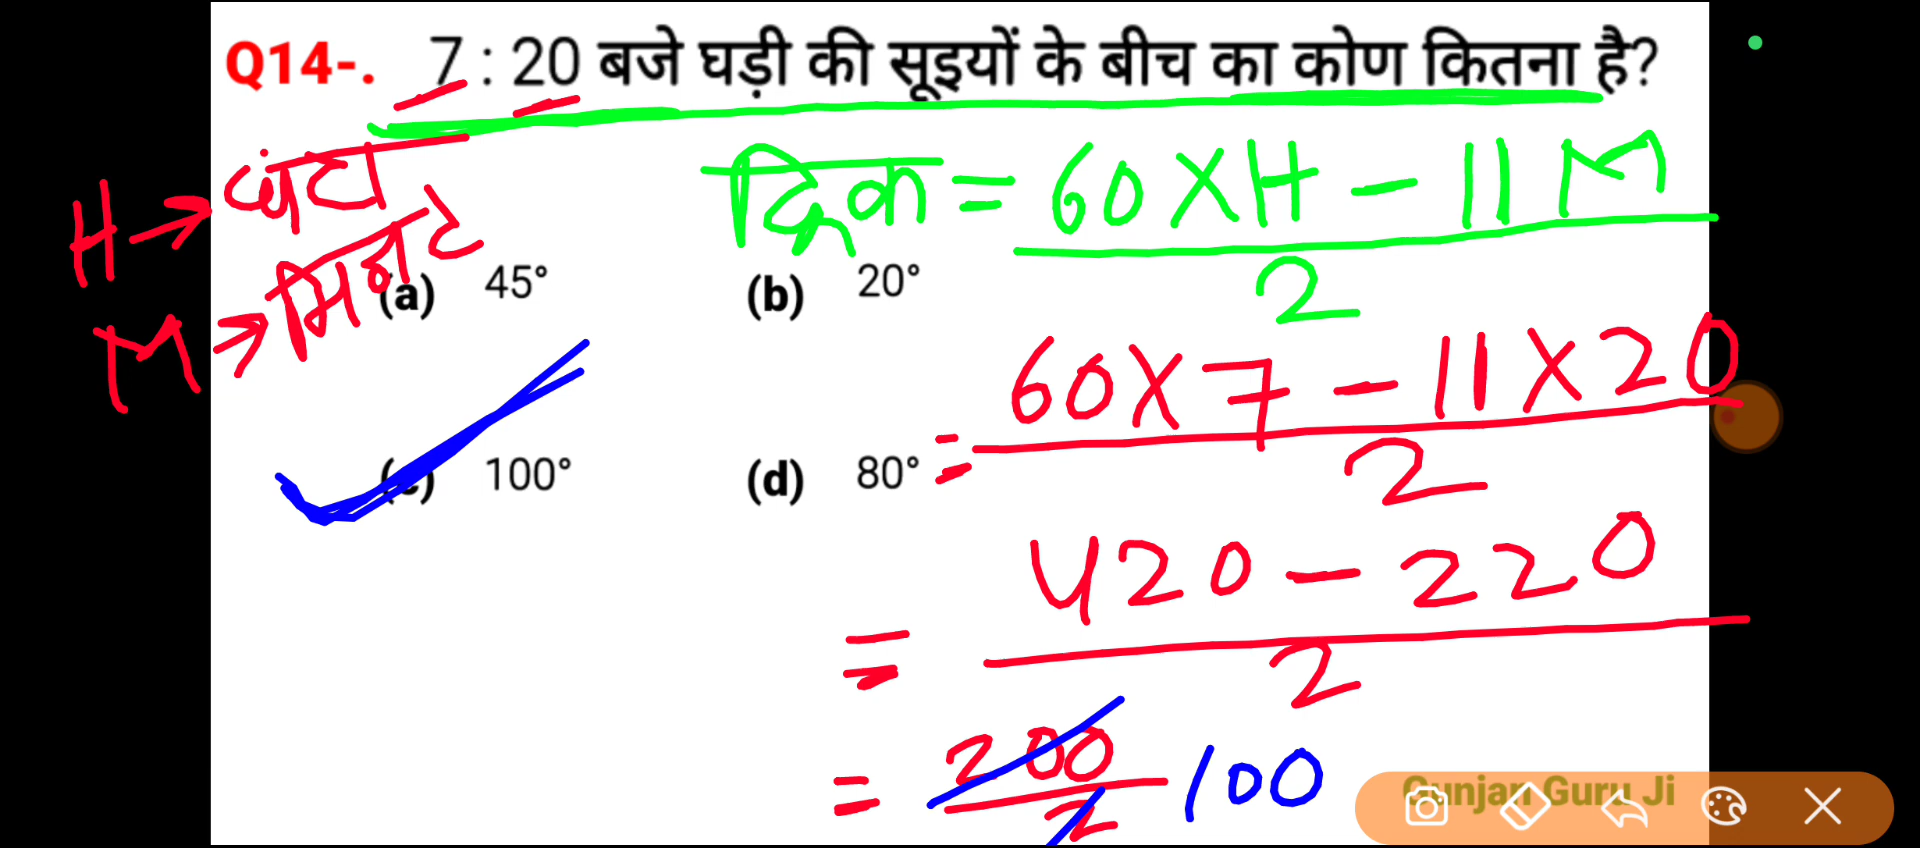 Q14-. 7 : 20 बजे घड़ी की सूइयों के बीच का कोण कितना है?
H → घंटा
M → मिनट
ट्रिक = 60 X H - 11 M
2
(a) 45° (b) 20°
= 60 X 7 - 11 X 20
2
(c) 100° (d) 80°
= 420 - 220
2
= 200 100
2
Gunjan Guru Ji